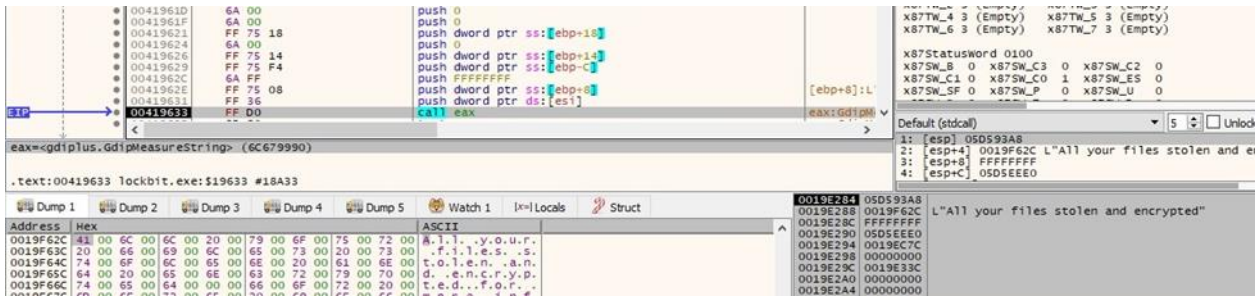 0041961D 6A 00 push 0
0041961F 6A 00 push 0
00419621 FF 75 18 push dword ptr ss:[ebp+18]
00419624 6A 00 push 0
00419626 FF 75 14 push dword ptr ss:[ebp+14]
00419629 FF 75 F4 push dword ptr ss:[ebp-C]
0041962C 6A FF push FFFFFFFF
0041962E FF 75 08 push dword ptr ss:[ebp+8] [ebp+8]:L'
00419631 FF 36 push dword ptr ds:[esi]
EIP 00419633 FF D0 call eax eax:GdipM
eax=<gdiplus.GdipMeasureString> (6C679990)
.text:00419633 lockbit.exe:$19633 #18A33
x87TW_4 3 (Empty) x87TW_5 3 (Empty)
x87TW_6 3 (Empty) x87TW_7 3 (Empty)
x87StatusWord 0100
x87SW_B 0 x87SW_C3 0 x87SW_C2 0
x87SW_C1 0 x87SW_C0 1 x87SW_ES 0
x87SW_SF 0 x87SW_P 0 x87SW_U 0
Default (stdcall) 5 Unlock
1: [esp] 05D593A8
2: [esp+4] 0019F62C L"All your files stolen and en
3: [esp+8] FFFFFFFF
4: [esp+C] 05D5EEE0
Dump 1 Dump 2 Dump 3 Dump 4 Dump 5 Watch 1 [x=] Locals Struct
Address Hex ASCII
0019F62C 41 00 6C 00 6C 00 20 00 79 00 6F 00 75 00 72 00 A.l.l. .y.o.u.r.
0019F63C 20 00 66 00 69 00 6C 00 65 00 73 00 20 00 73 00 .f.i.l.e.s. .s.
0019F64C 74 00 6F 00 6C 00 65 00 6E 00 20 00 61 00 6E 00 t.o.l.e.n. .a.n.
0019F65C 64 00 20 00 65 00 6E 00 63 00 72 00 79 00 70 00 d. .e.n.c.r.y.p.
0019F66C 74 00 65 00 64 00 00 00 66 00 6F 00 72 00 20 00 t.e.d...f.o.r. .
0019E284 05D593A8
0019E288 0019F62C L"All your files stolen and encrypted"
0019E28C FFFFFFFF
0019E290 05D5EEE0
0019E294 0019EC7C
0019E298 00000000
0019E29C 0019E33C
0019E2A0 00000000
0019E2A4 00000000